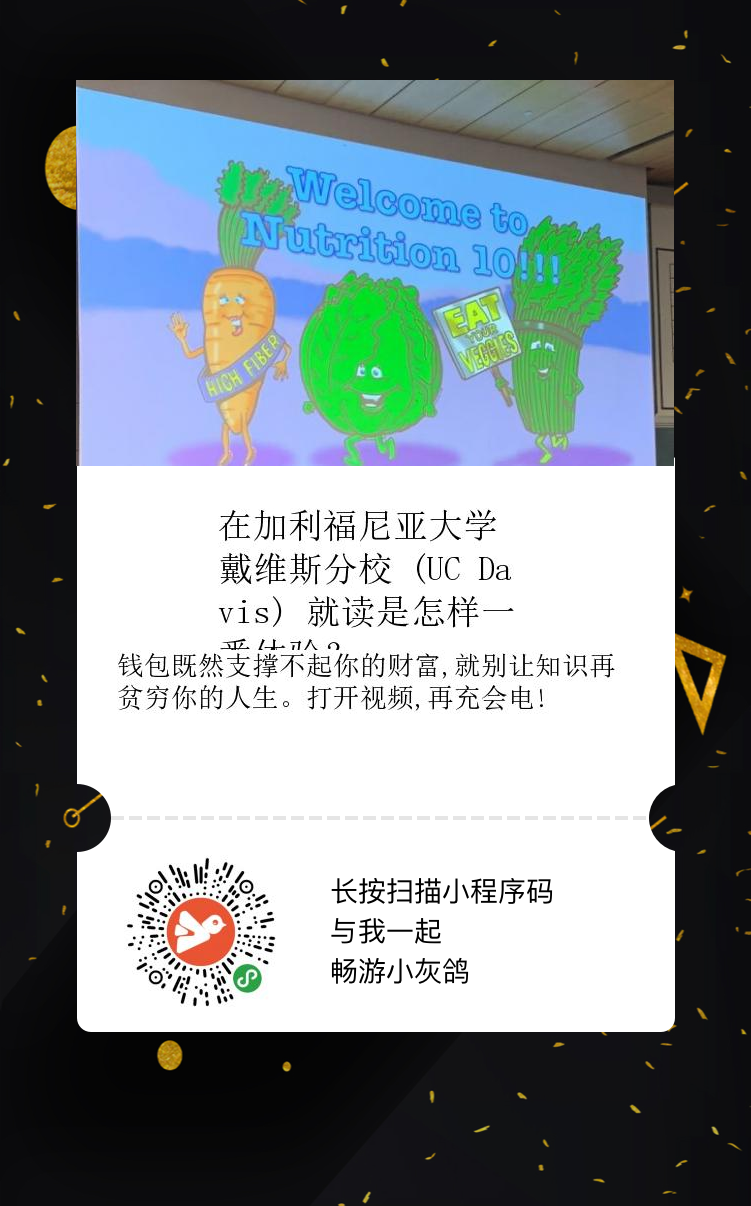 Welcome to
Nutrition 10!!!
HIGH FIBER
EAT
YOUR
VEGGIES
在加利福尼亚大学
戴维斯分校 (UC Da
vis) 就读是怎样一
番体验?
钱包既然支撑不起你的财富,就别让知识再
贫穷你的人生。打开视频,再充会电!
长按扫描小程序码
与我一起
畅游小灰鸽